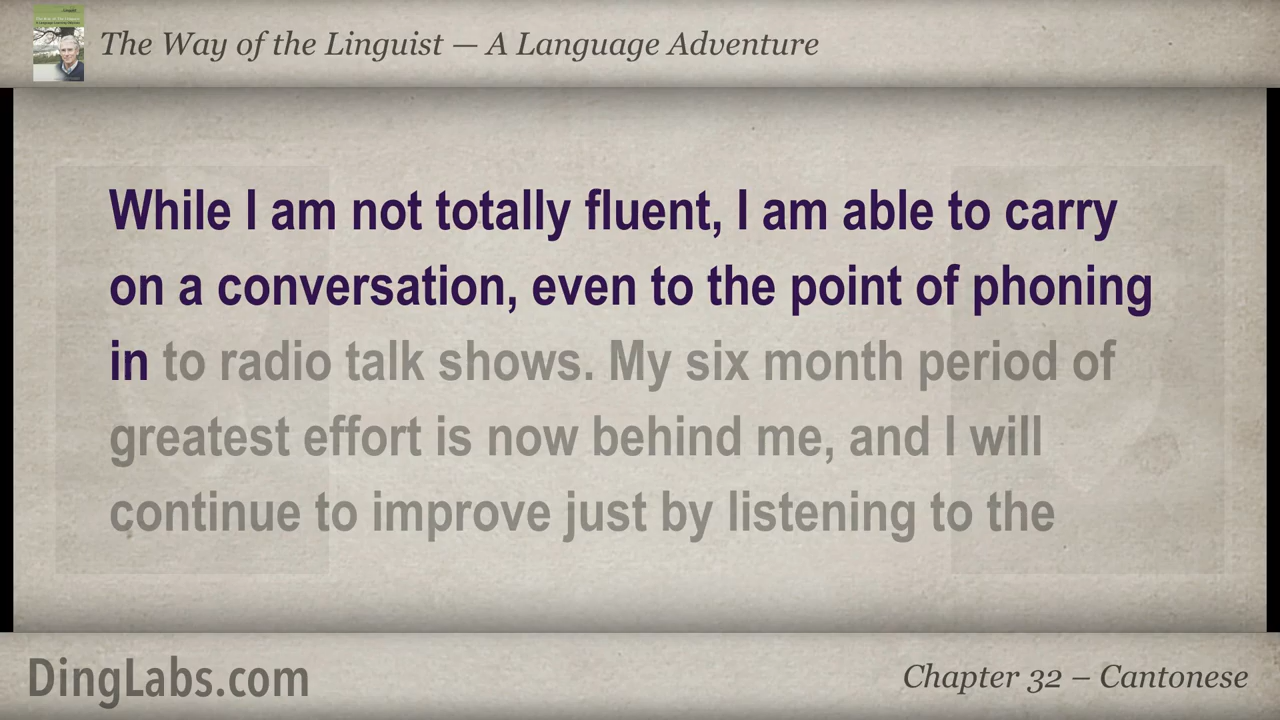 The Way of the Linguist — A Language Adventure
While I am not totally fluent, I am able to carry
on a conversation, even to the point of phoning
in to radio talk shows. My six month period of
greatest effort is now behind me, and I will
continue to improve just by listening to the
DingLabs.com
Chapter 32 – Cantonese